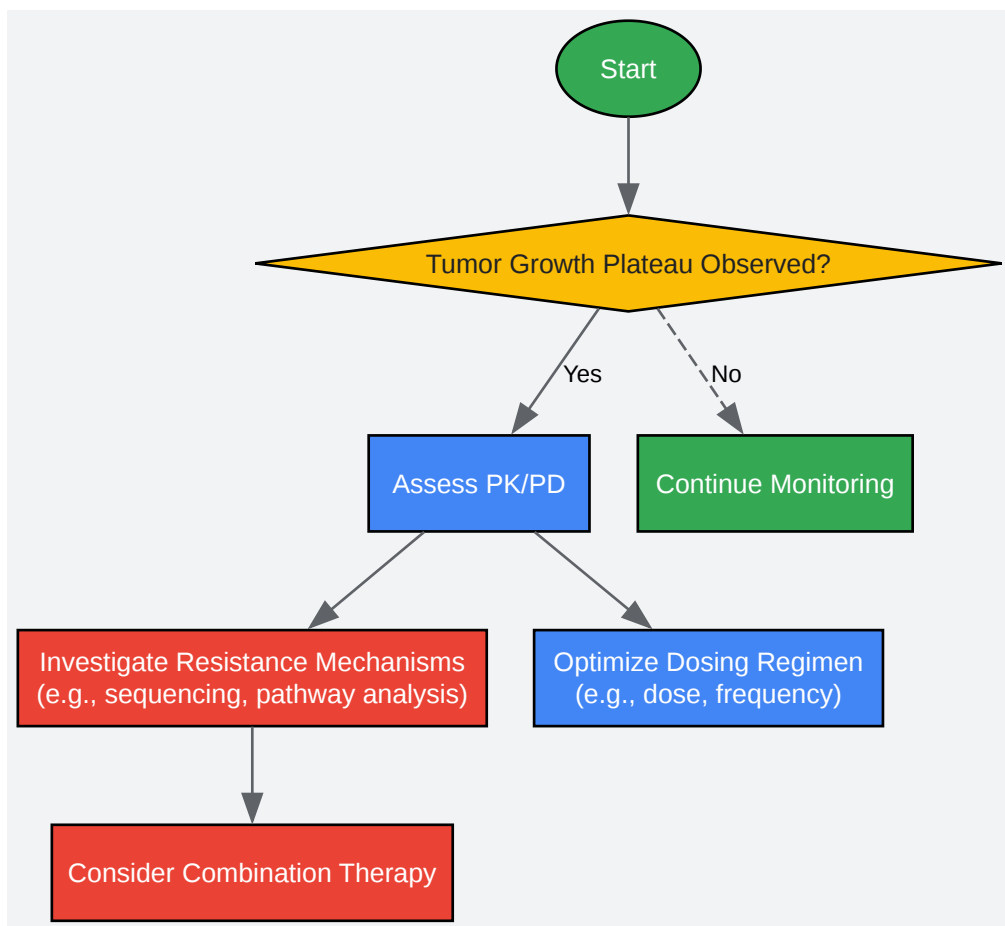 Start
Tumor Growth Plateau Observed?
Yes
No
Assess PK/PD
Continue Monitoring
Investigate Resistance Mechanisms
(e.g., sequencing, pathway analysis)
Optimize Dosing Regimen
(e.g., dose, frequency)
Consider Combination Therapy